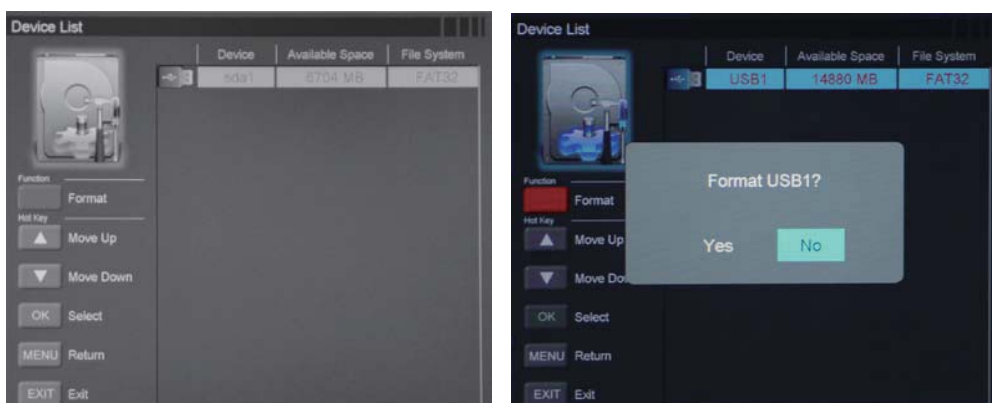 Device List
Device Available Space File System
sda1 6704 MB FAT32
Function
Format
Hot Key
Move Up
Move Down
OK Select
MENU Return
EXIT Exit
Device List
Device Available Space File System
USB1 14880 MB FAT32
Format USB1?
Yes No
Function
Format
Hot Key
Move Up
Move Do
OK Select
MENU Return
EXIT Exit